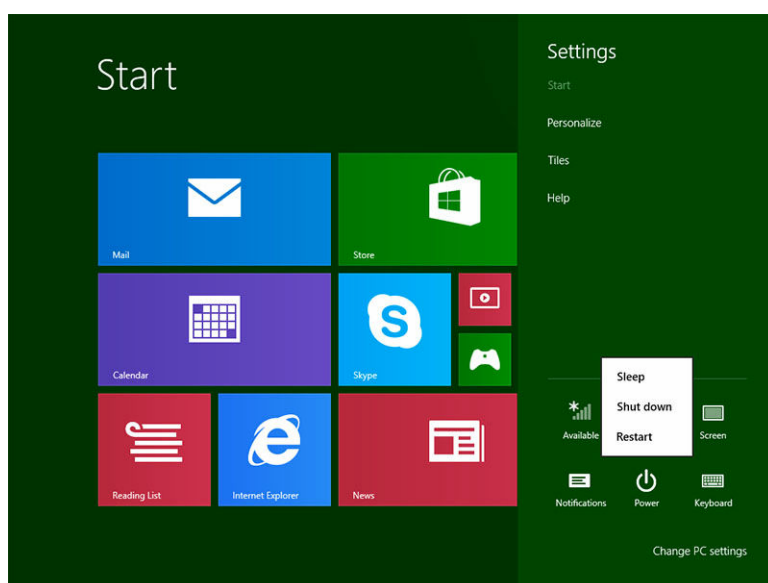 Start
Mail
Store
Calendar
Skype
Reading List
Internet Explorer
News
Settings
Start
Personalize
Tiles
Help
Sleep
Shut down
Restart
Available
Screen
Notifications
Power
Keyboard
Change PC settings